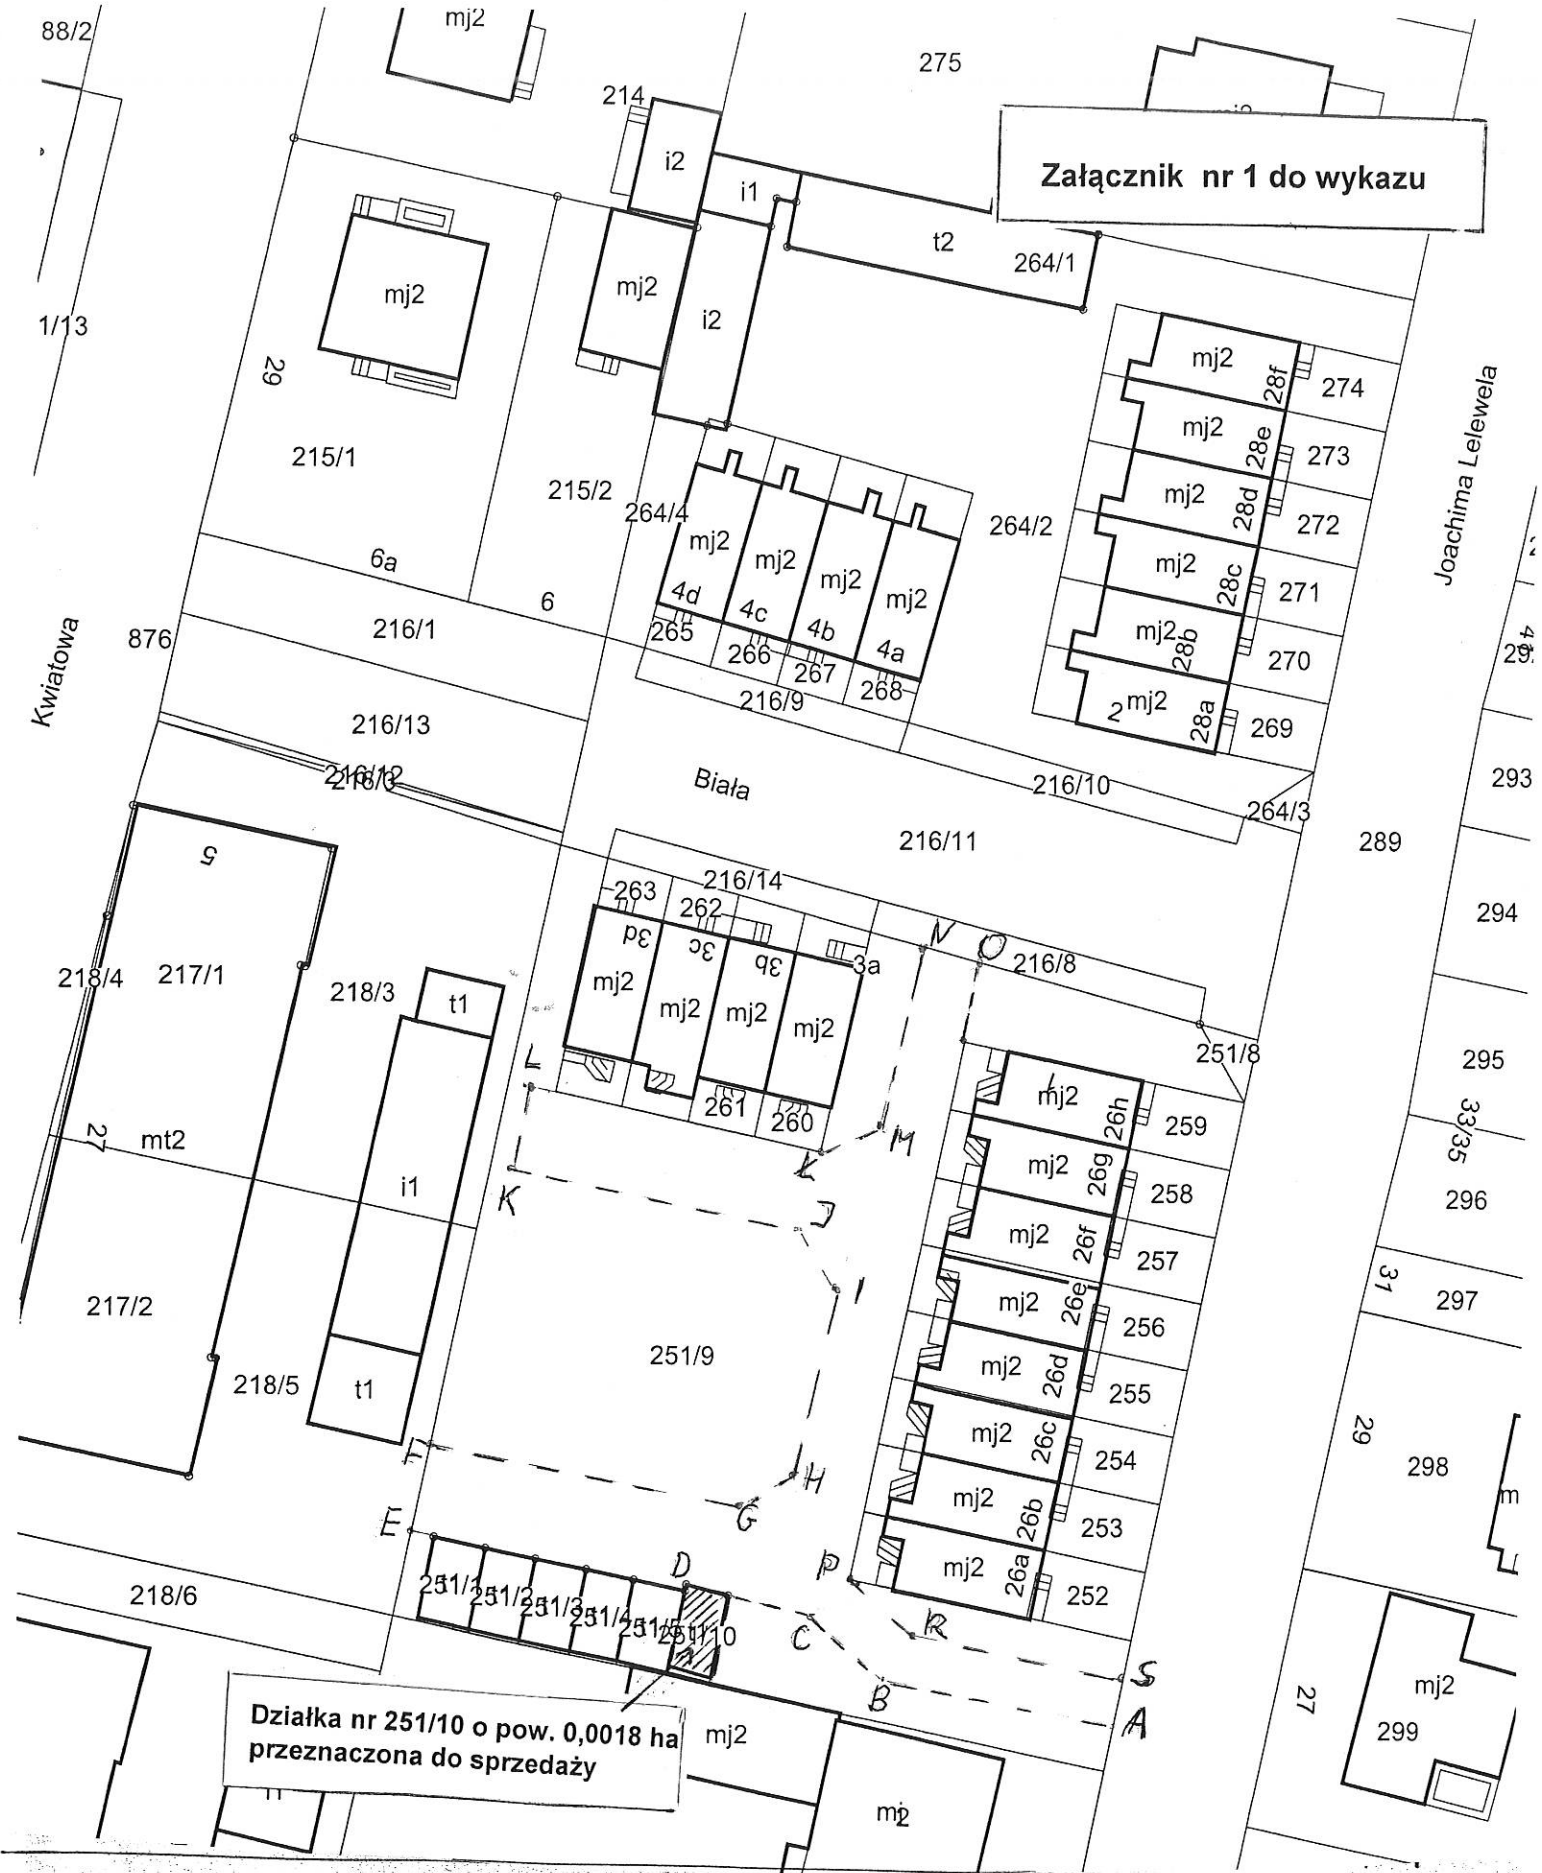 88/2
mj2
275
214
i2
Załącznik nr 1 do wykazu
i1
t2
264/1
mj2
mj2
i2
1/13
29
mj2
28f
274
mj2
28e
273
215/1
215/2
264/4
264/2
mj2
28d
272
Joachima Lelewela
mj2
mj2
mj2
mj2
6a
6
4d
4c
4b
4a
mj2
28c
271
216/1
876
265
266
267
268
mj2
28b
270
Kwiatowa
216/13
216/9
2
mj2
28a
269
216/12
Biała
216/10
264/3
293
5
216/11
289
216/14
263
262
294
3d
3c
3b
3a
N
O
216/8
218/4
217/1
218/3
t1
mj2
mj2
mj2
mj2
L
251/8
295
mj2
26h
259
261
260
M
Ł
33/35
27
mt2
i1
K
J
mj2
26g
258
296
mj2
26f
257
I
31
297
217/2
mj2
26e
256
251/9
mj2
26d
255
218/5
t1
F
mj2
26c
254
29
298
H
G
mj2
26b
253
E
D
P
mj2
26a
252
218/6
251/1
251/2
251/3
251/4
251/5
251/10
C
R
S
B
A
27
mj2
299
Działka nr 251/10 o pow. 0,0018 ha
przeznaczona do sprzedaży
mj2